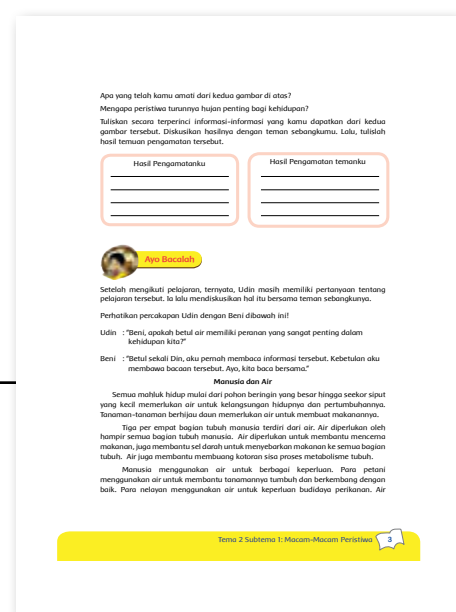 Apa yang telah kamu amati dari kedua gambar di atas?
Mengapa peristiwa turunnya hujan penting bagi kehidupan?
Tuliskan secara terperinci informasi-informasi yang kamu dapatkan dari kedua
gambar tersebut. Diskusikan hasilnya dengan teman sebangkumu. Lalu, tulislah
hasil temuan pengamatan tersebut.
Hasil Pengamatanku
Hasil Pengamatan temanku
Ayo Bacalah
Setelah mengikuti pelajaran, ternyata, Udin masih memiliki pertanyaan tentang
pelajaran tersebut. Ia lalu mendiskusikan hal itu bersama teman sebangkunya.
Perhatikan percakapan Udin dengan Beni dibawah ini!
Udin : "Beni, apakah betul air memiliki peranan yang sangat penting dalam
kehidupan kita?"
Beni : "Betul sekali Din, aku pernah membaca informasi tersebut. Kebetulan aku
membawa bacaan tersebut. Ayo, kita baca bersama."
Manusia dan Air
Semua mahluk hidup mulai dari pohon beringin yang besar hingga seekor siput
yang kecil memerlukan air untuk kelangsungan hidupnya dan pertumbuhannya.
Tanaman-tanaman berhijau daun memerlukan air untuk membuat makanannya.
Tiga per empat bagian tubuh manusia terdiri dari air. Air diperlukan oleh
hampir semua bagian tubuh manusia. Air diperlukan untuk membantu mencerna
makanan, juga membantu sel darah untuk menyebarkan makanan ke semua bagian
tubuh. Air juga membantu membuang kotoran sisa proses metabolisme tubuh.
Manusia menggunakan air untuk berbagai keperluan. Para petani
menggunakan air untuk membantu tanamannya tumbuh dan berkembang dengan
baik. Para nelayan menggunakan air untuk keperluan budidaya perikanan. Air
Tema 2 Subtema 1: Macam-Macam Peristiwa 3